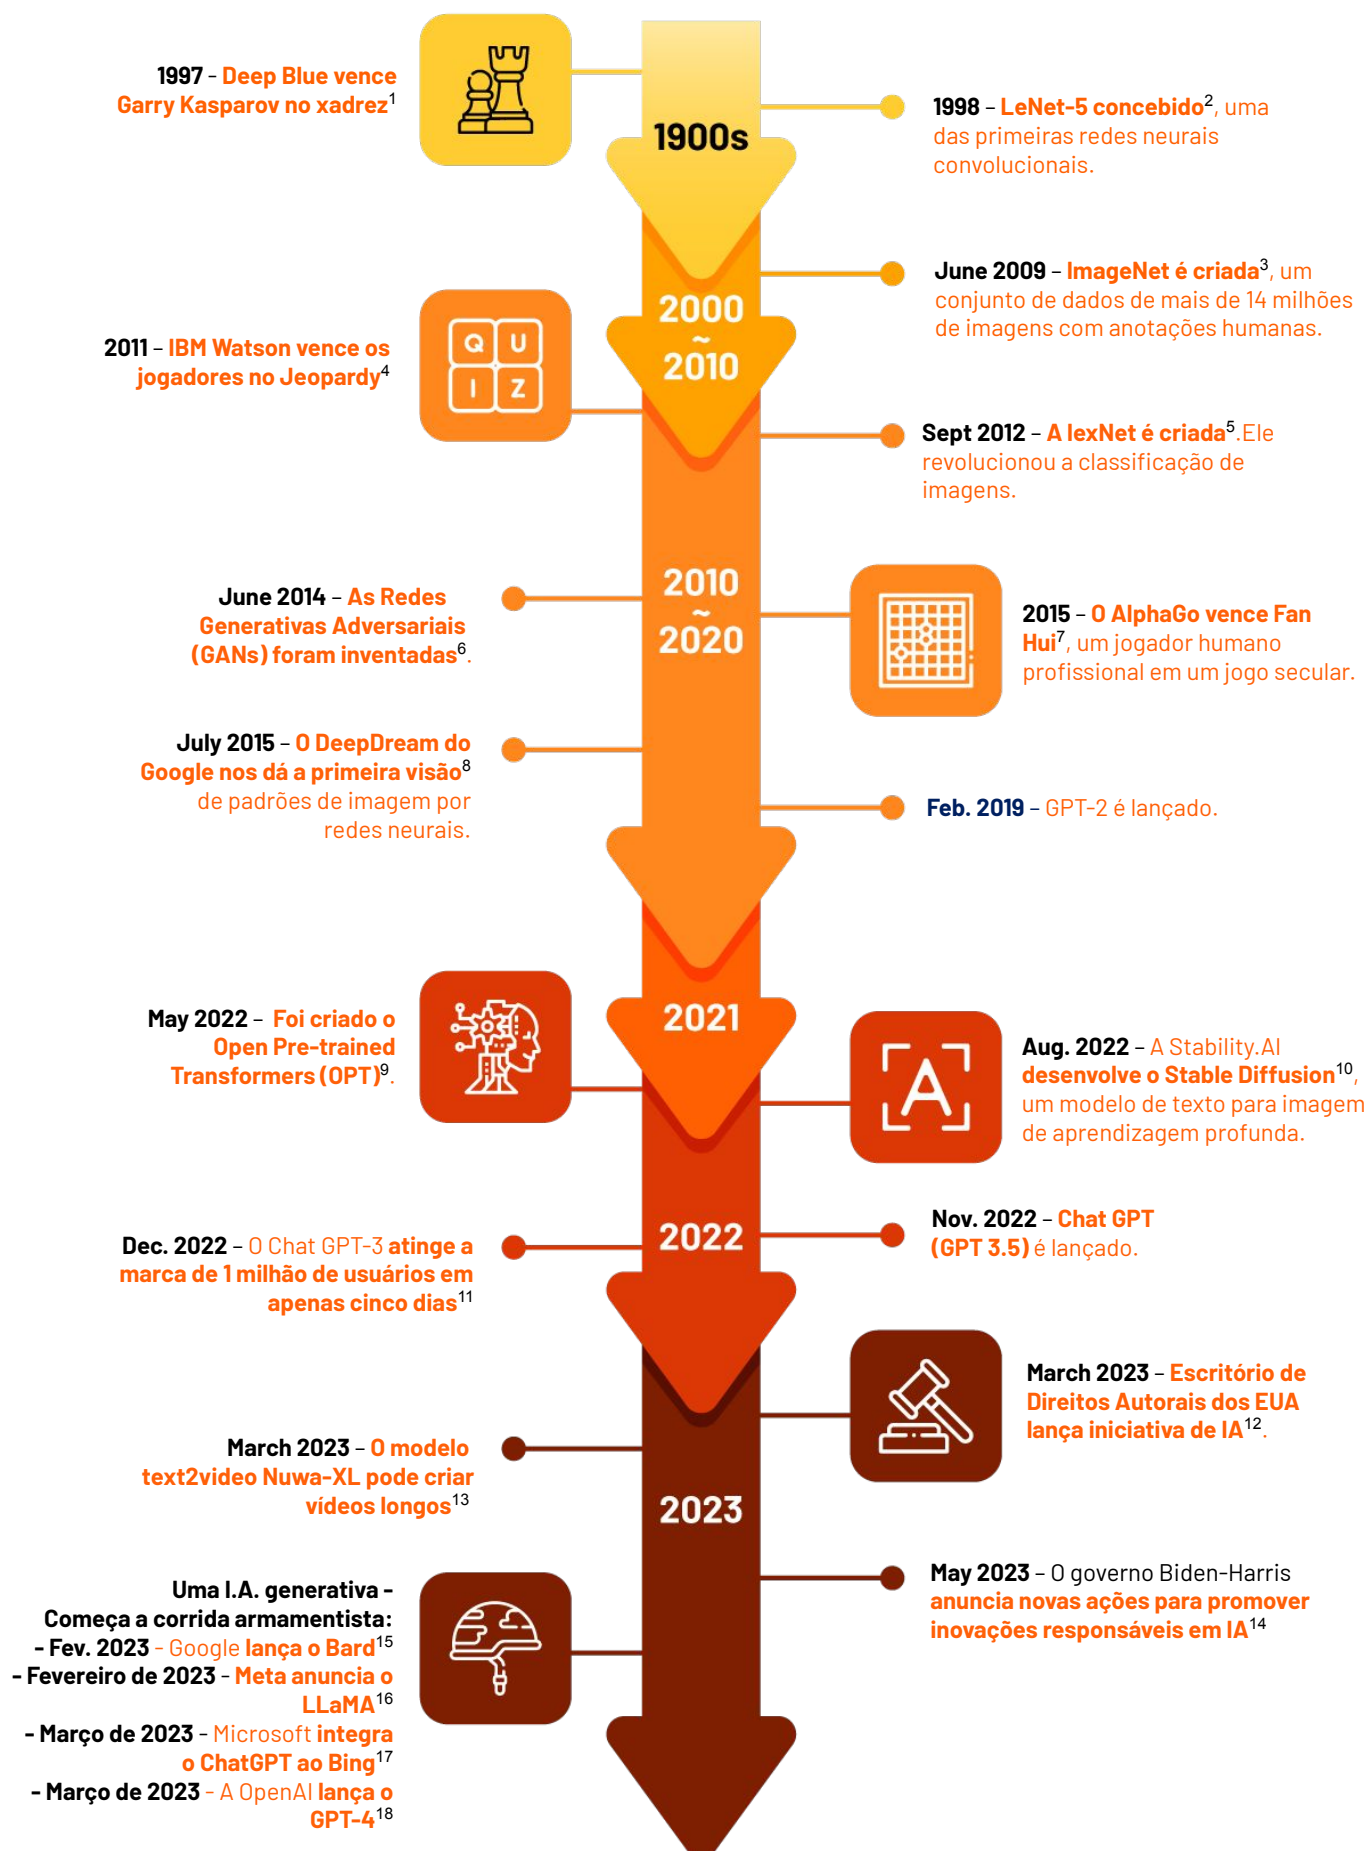 1997 - Deep Blue vence
Garry Kasparov no xadrez¹
1900s
1998 – LeNet-5 concebido², uma
das primeiras redes neurais
convolucionais.
June 2009 – ImageNet é criada³, um
conjunto de dados de mais de 14 milhões
de imagens com anotações humanas.
2000
~
2010
2011 – IBM Watson vence os
jogadores no Jeopardy⁴
Q U
I Z
Sept 2012 – A lexNet é criada⁵.Ele
revolucionou a classificação de
imagens.
2010
~
2020
June 2014 – As Redes
Generativas Adversariais
(GANs) foram inventadas⁶.
2015 – O AlphaGo vence Fan
Hui⁷, um jogador humano
profissional em um jogo secular.
July 2015 – O DeepDream do
Google nos dá a primeira visão⁸
de padrões de imagem por
redes neurais.
Feb. 2019 – GPT-2 é lançado.
2021
May 2022 – Foi criado o
Open Pre-trained
Transformers (OPT)⁹.
A
Aug. 2022 – A Stability.AI
desenvolve o Stable Diffusion¹⁰,
um modelo de texto para imagem
de aprendizagem profunda.
2022
Nov. 2022 – Chat GPT
(GPT 3.5) é lançado.
Dec. 2022 – O Chat GPT-3 atinge a
marca de 1 milhão de usuários em
apenas cinco dias¹¹
March 2023 – Escritório de
Direitos Autorais dos EUA
lança iniciativa de IA¹².
March 2023 – O modelo
text2video Nuwa-XL pode criar
vídeos longos¹³
2023
May 2023 – O governo Biden-Harris
anuncia novas ações para promover
inovações responsáveis em IA¹⁴
Uma I.A. generativa -
Começa a corrida armamentista:
- Fev. 2023 - Google lança o Bard¹⁵
- Fevereiro de 2023 - Meta anuncia o
LLaMA¹⁶
- Março de 2023 - Microsoft integra
o ChatGPT ao Bing¹⁷
- Março de 2023 - A OpenAI lança o
GPT-4¹⁸